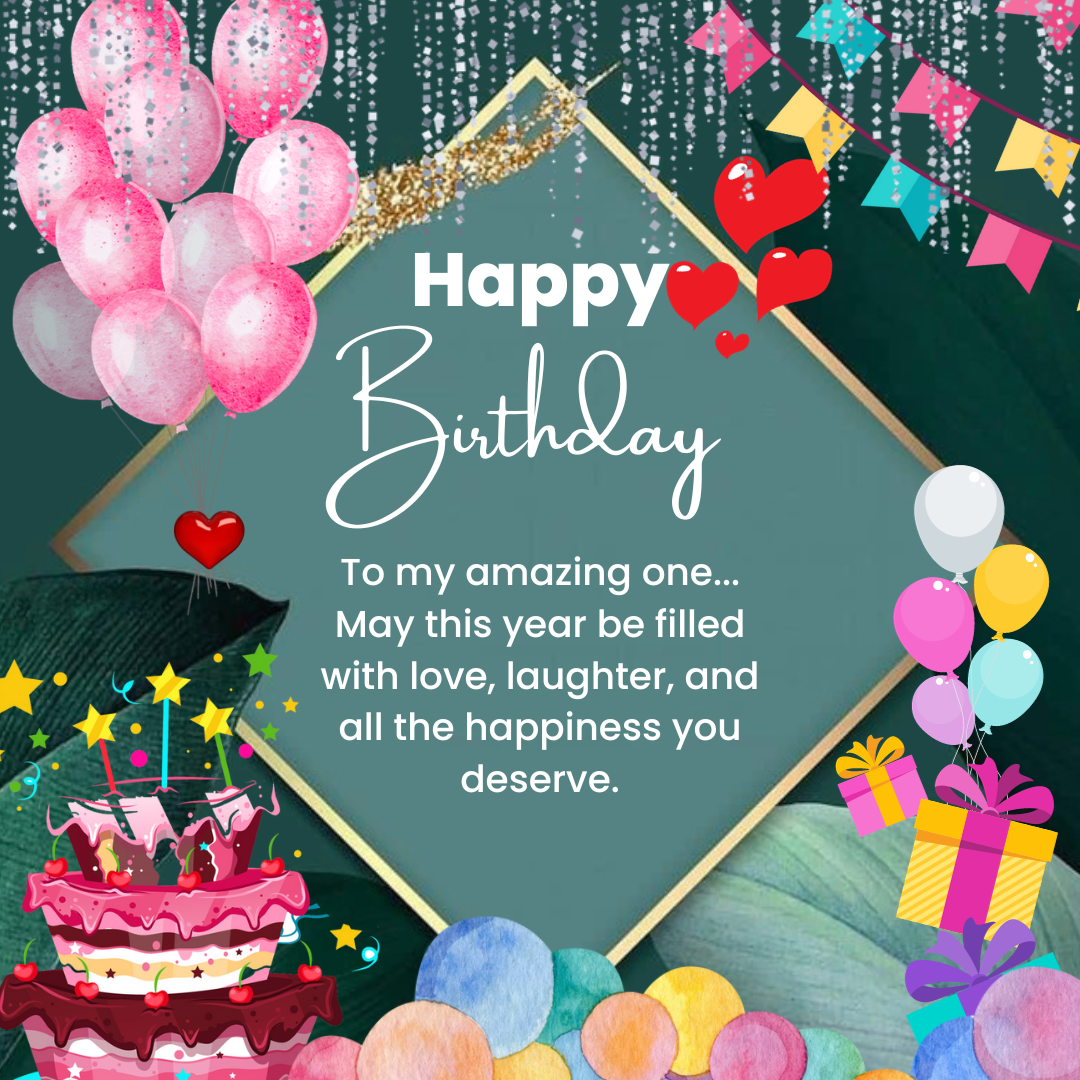 Happy
Birthday
To my amazing one...
May this year be filled
with love, laughter, and
all the happiness you
deserve.